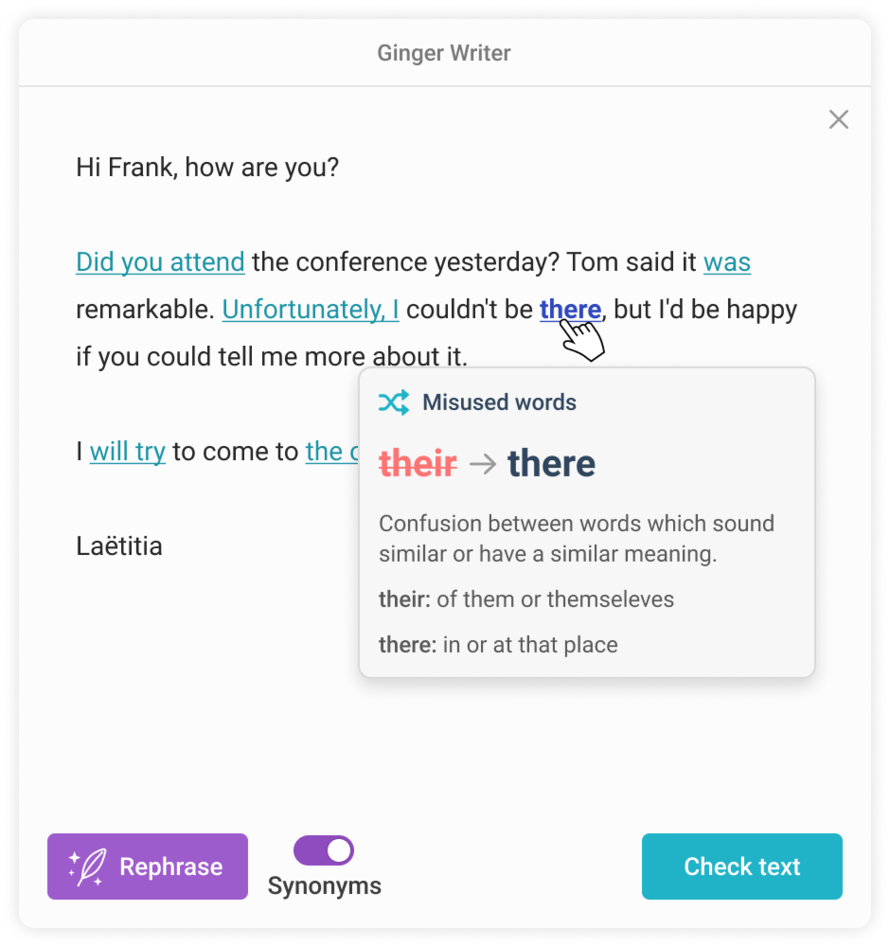 Ginger Writer
Hi Frank, how are you?
Did you attend the conference yesterday? Tom said it was
remarkable. Unfortunately, I couldn't be there, but I'd be happy
if you could tell me more about it.
I will try to come to the
Laëtitia
Misused words
their → there
Confusion between words which sound
similar or have a similar meaning.
their: of them or themseleves
there: in or at that place
Rephrase
Synonyms
Check text